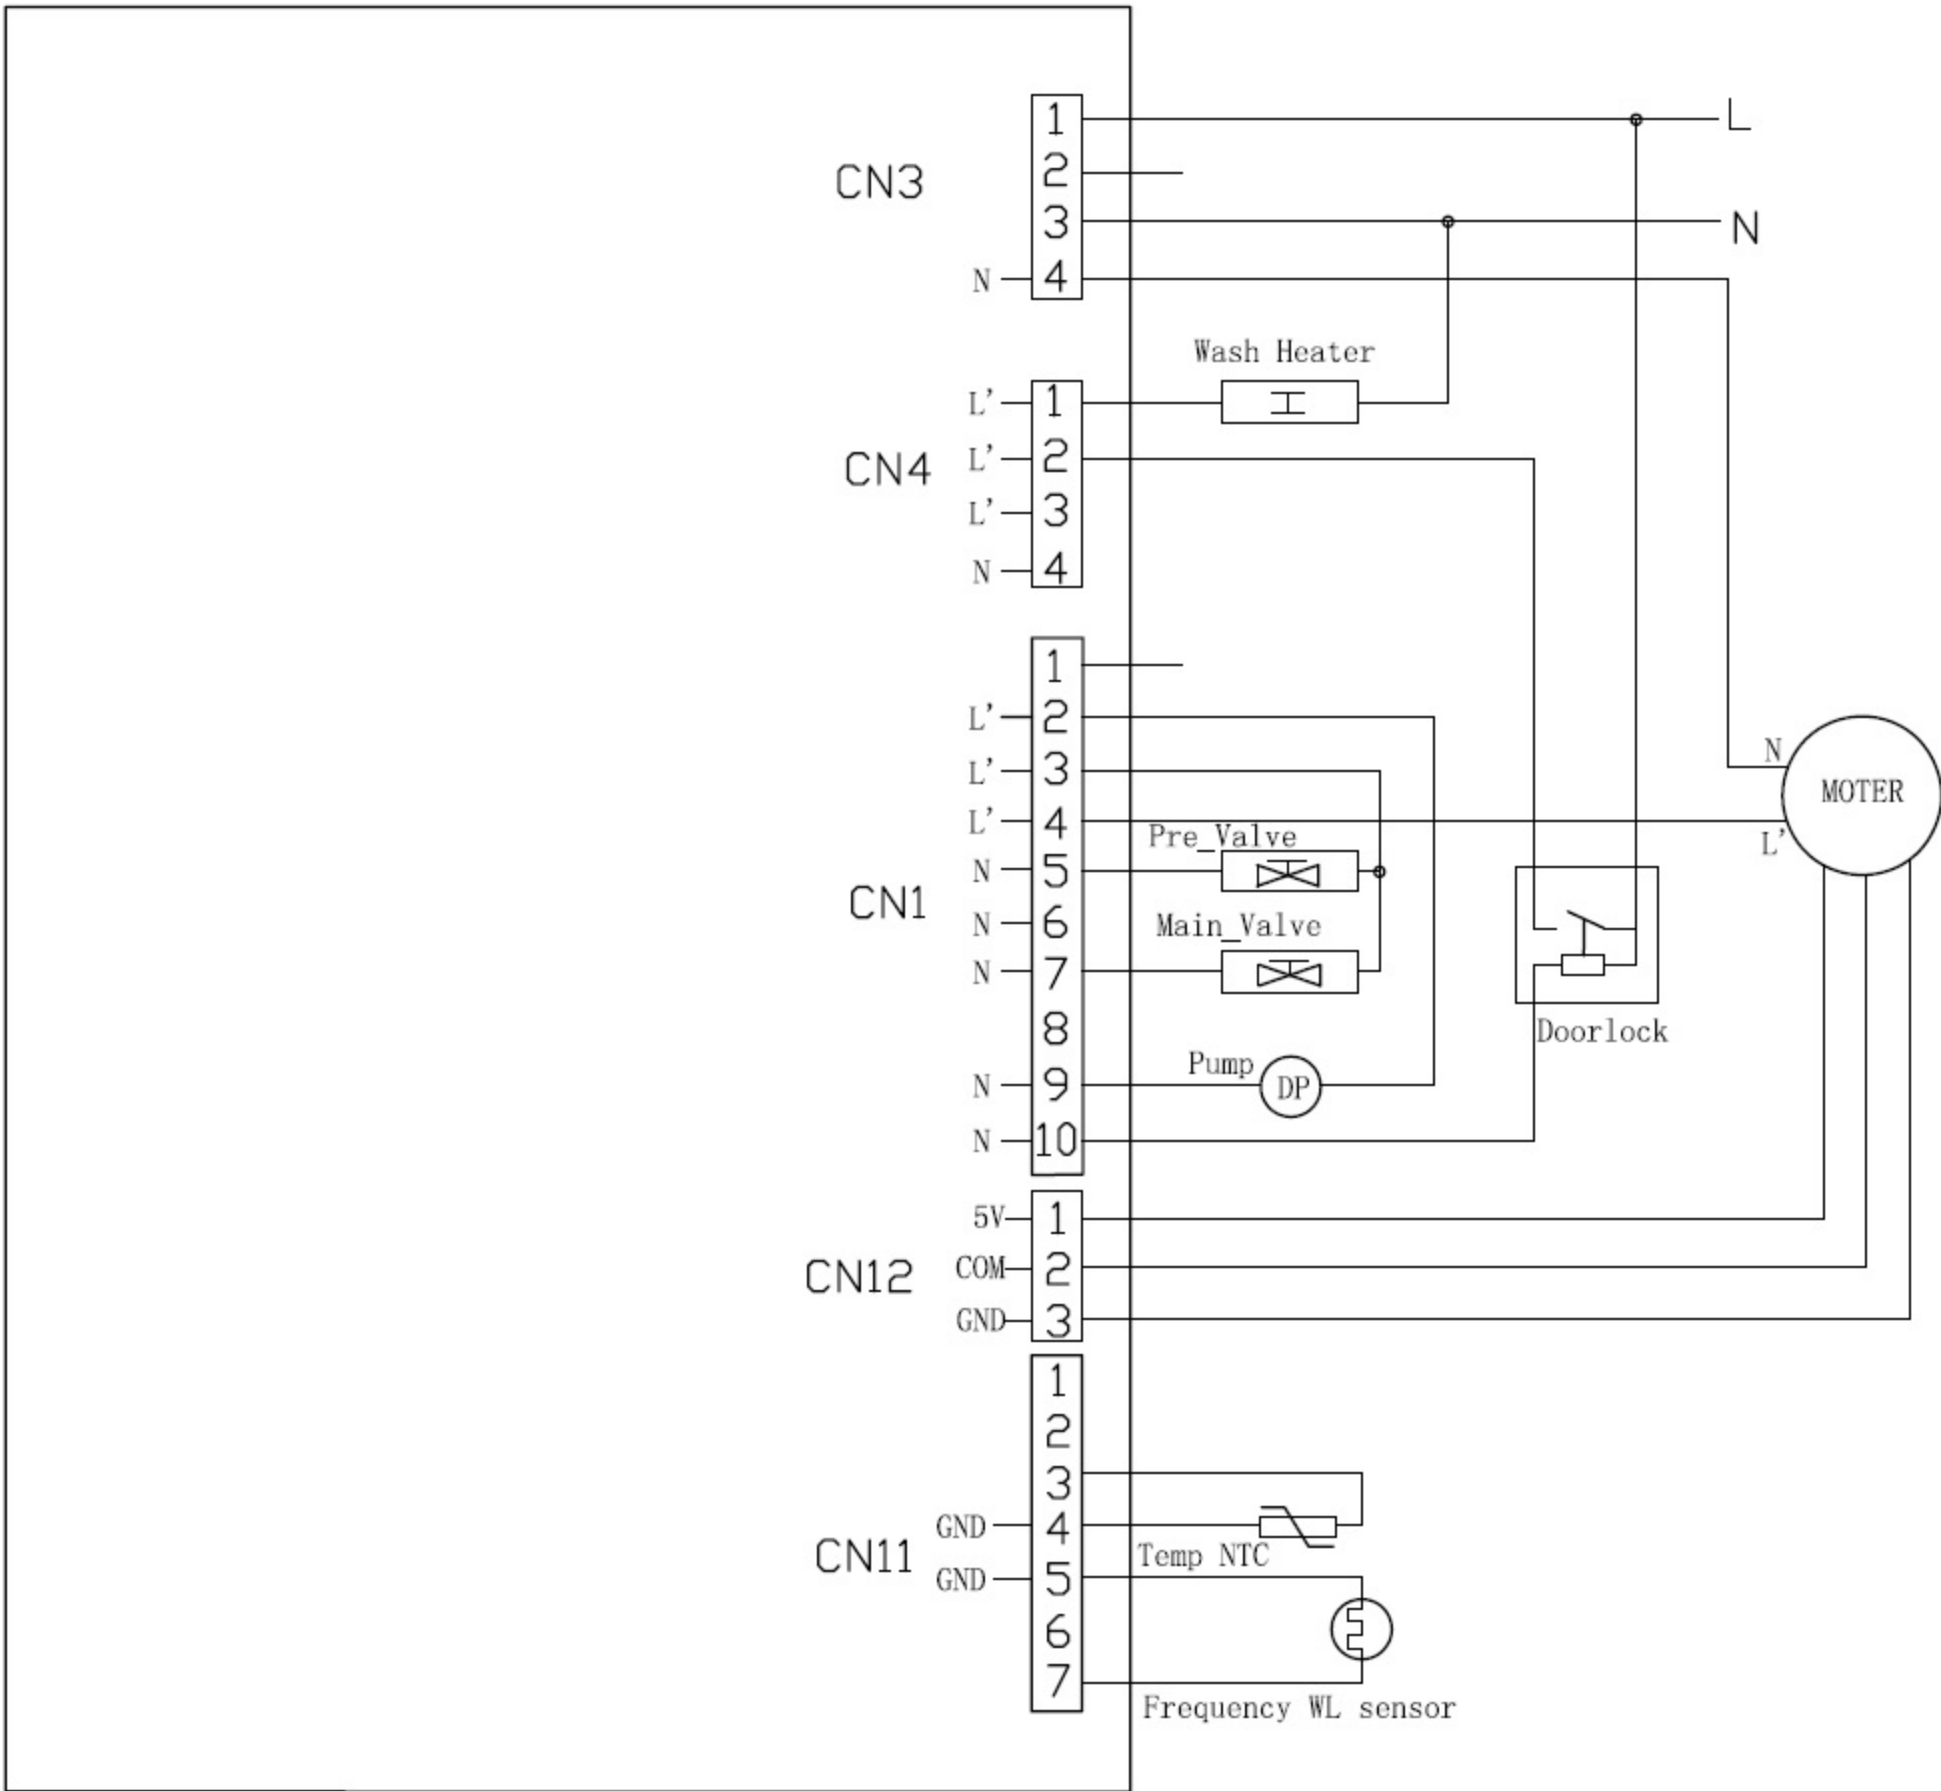 1
L
2
CN3
3
N
N
4
Wash Heater
L'
1
CN4
L'
2
L'
3
N
4
1
L'
2
L'
3
N
MOTER
L'
4
Pre_Valve
L'
N
5
CN1
N
6
Main_Valve
N
7
8
Doorlock
Pump
N
9
DP
N
10
5V
1
CN12
COM
2
GND
3
1
2
3
GND
4
Temp NTC
CN11
GND
5
6
7
Frequency WL sensor